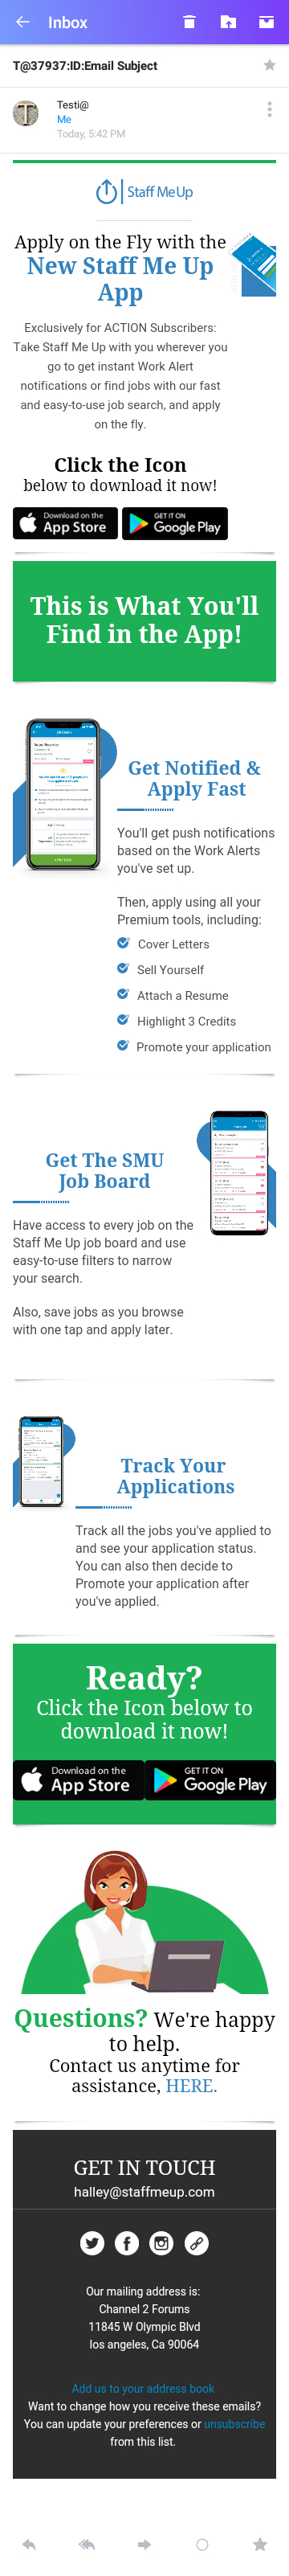 Inbox
T@37937:ID:Email Subject
Testi@
Me
Today, 5:42 PM
Staff Me Up
Apply on the Fly with the
New Staff Me Up
App
Exclusively for ACTION Subscribers:
Take Staff Me Up with you wherever you
go to get instant Work Alert
notifications or find jobs with our fast
and easy-to-use job search, and apply
on the fly.
Click the Icon
below to download it now!
Download on the
App Store
GET IT ON
Google Play
This is What You'll
Find in the App!
Get Notified &
Apply Fast
You'll get push notifications
based on the Work Alerts
you've set up.
Then, apply using all your
Premium tools, including:
Cover Letters
Sell Yourself
Attach a Resume
Highlight 3 Credits
Promote your application
Get The SMU
Job Board
Have access to every job on the
Staff Me Up job board and use
easy-to-use filters to narrow
your search.
Also, save jobs as you browse
with one tap and apply later.
Track Your
Applications
Track all the jobs you've applied to
and see your application status.
You can also then decide to
Promote your application after
you've applied.
Ready?
Click the Icon below to
download it now!
Download on the
App Store
GET IT ON
Google Play
Questions? We're happy
to help.
Contact us anytime for
assistance, HERE.
GET IN TOUCH
halley@staffmeup.com
Our mailing address is:
Channel 2 Forums
11845 W Olympic Blvd
los angeles, Ca 90064
Add us to your address book
Want to change how you receive these emails?
You can update your preferences or unsubscribe
from this list.